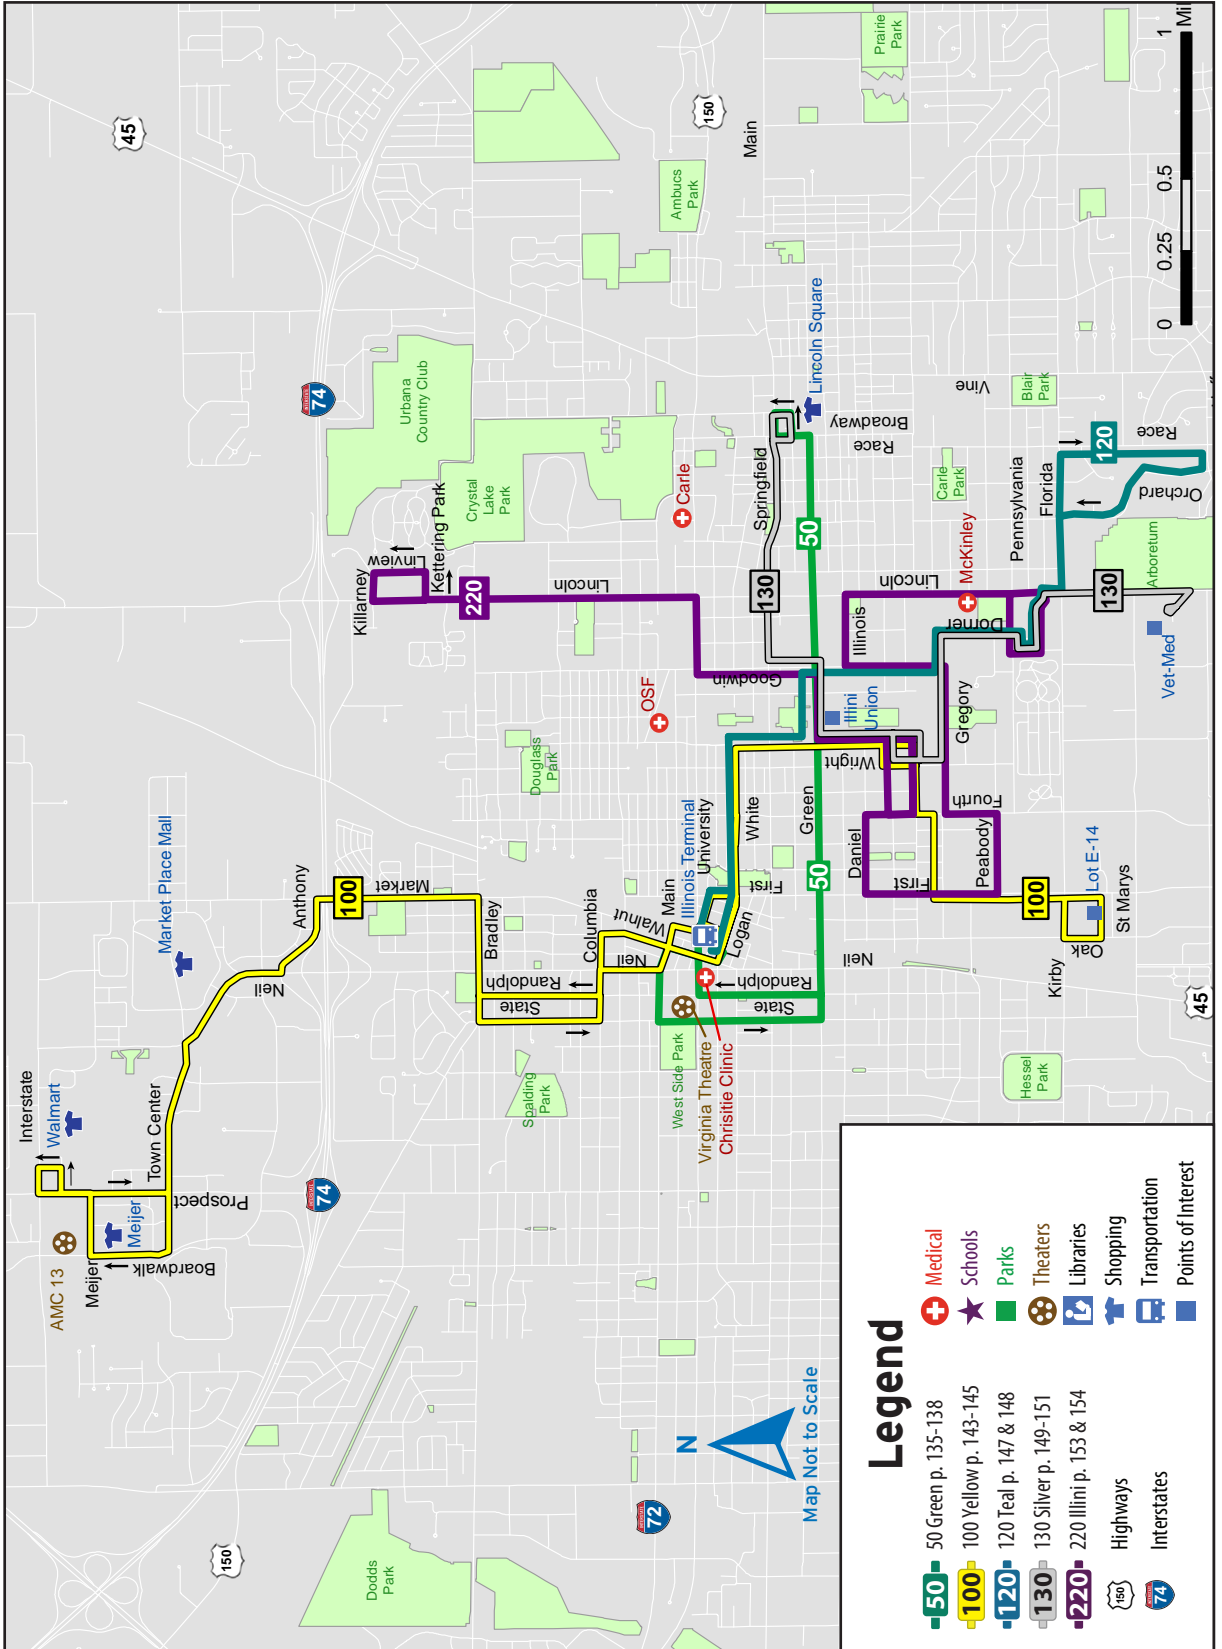 45
150
Main
Prairie
Park
Ambucs
Park
1 Mi
0.5
0.25
0
74
Urbana
Country Club
Crystal
Lake
Park
Kettering Park
Linview
Killarney
220
Lincoln
Carle
Springfield
Lincoln Square
Broadway
Race
Vine
Blair
Park
Carle
Park
50
130
Pennsylvania
Florida
120
Race
Orchard
Arboretum
McKinley
Lincoln
Illinois
Dorner
130
Vet-Med
Goodwin
OSF
Illini
Union
Gregory
Douglass
Park
Wright
Fourth
Market Place Mall
Anthony
100
Market
Bradley
Columbia
Main
Walnut
Illinois Terminal
University
White
Green
First
Logan
50
Daniel
First
Peabody
100
Lot E-14
St Marys
Oak
Kirby
Neil
45
Neil
Neil
Randolph
State
Randolph
State
West Side Park
Virginia Theatre
Chrisitie Clinic
Spalding
Park
Hessel
Park
Interstate
Walmart
Town Center
Prospect
Meijer
Boardwalk
Meijer
AMC 13
74
150
72
Dodds
Park
N
Map Not to Scale
Legend
50 50 Green p. 135-138
100 100 Yellow p. 143-145
120 120 Teal p. 147 & 148
130 130 Silver p. 149-151
220 220 Illini p. 153 & 154
150 Highways
74 Interstates
Medical
Schools
Parks
Theaters
Libraries
Shopping
Transportation
Points of Interest